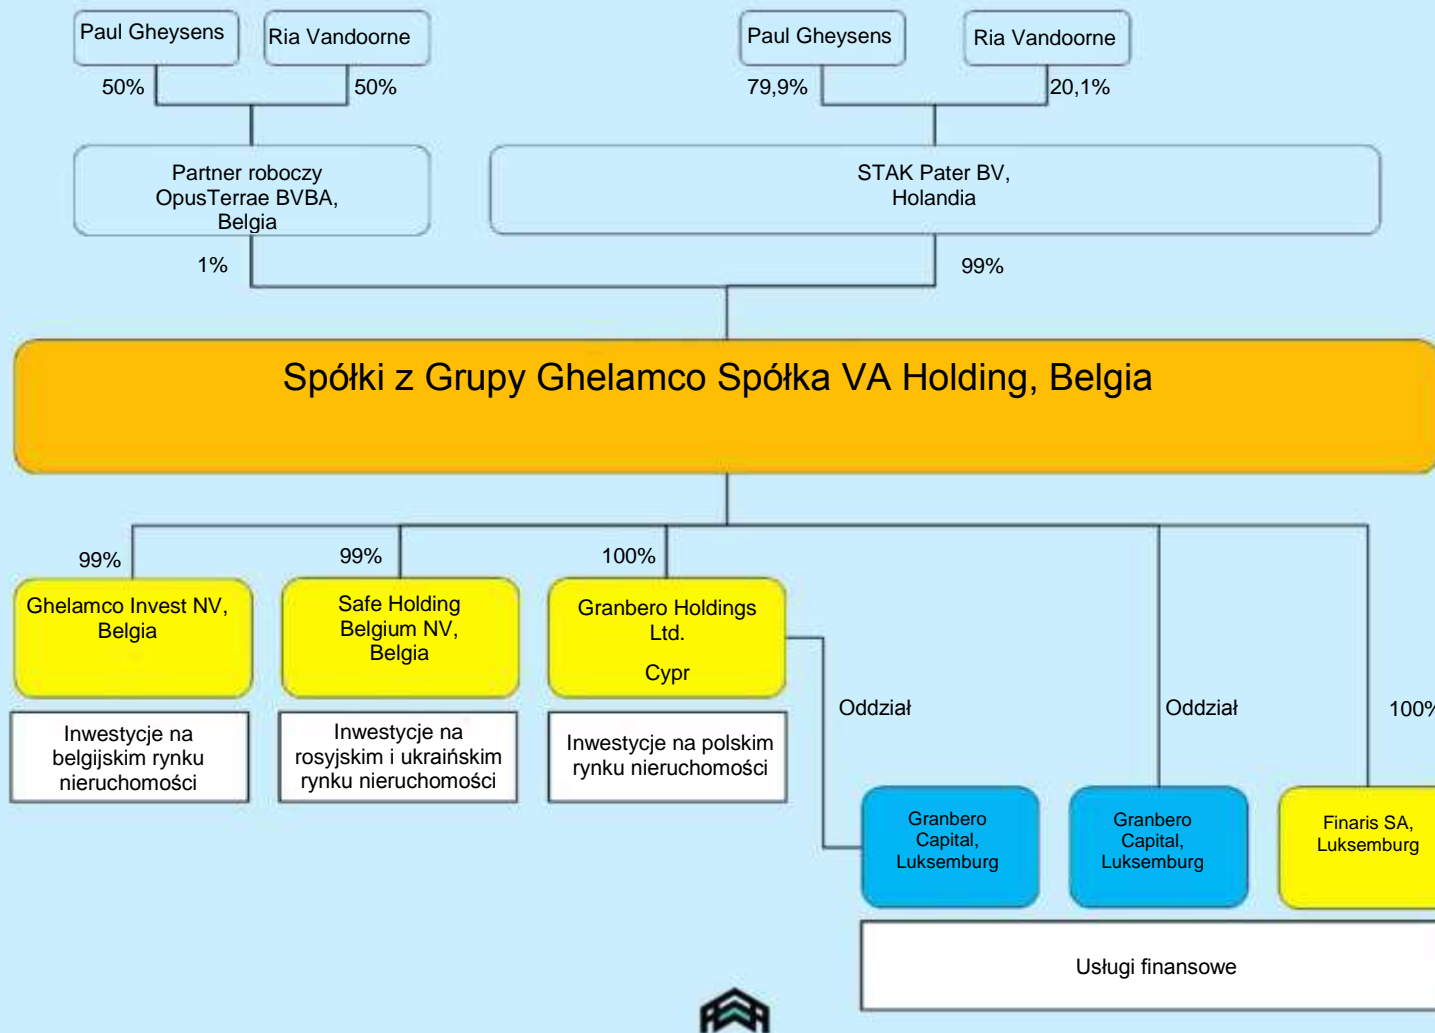 Paul Gheysens
Ria Vandoorne
Paul Gheysens
Ria Vandoorne
50%
50%
79,9%
20,1%
Partner roboczy
OpusTerrae BVBA,
Belgia
STAK Pater BV,
Holandia
1%
99%
Spółki z Grupy Ghelamco Spółka VA Holding, Belgia
99%
99%
100%
Ghelamco Invest NV,
Belgia
Safe Holding
Belgium NV,
Belgia
Granbero Holdings
Ltd.
Cypr
Oddział
Oddział
100%
Inwestycje na
belgijskim rynku
nieruchomości
Inwestycje na
rosyjskim i ukraińskim
rynku nieruchomości
Inwestycje na polskim
rynku nieruchomości
Granbero
Capital,
Luksemburg
Granbero
Capital,
Luksemburg
Finaris SA,
Luksemburg
Usługi finansowe